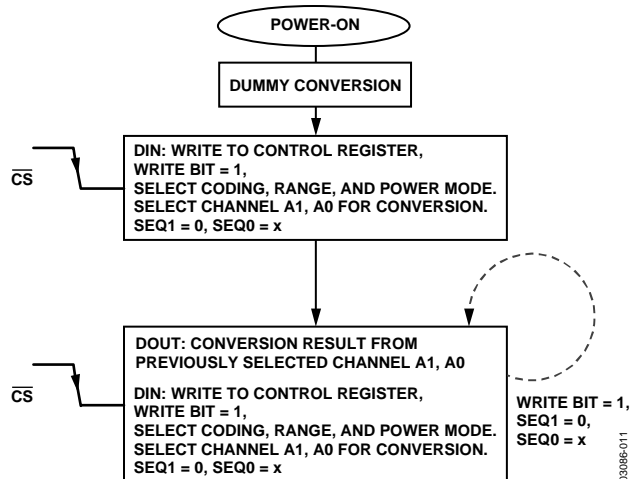 POWER-ON
DUMMY CONVERSION
CS
DIN: WRITE TO CONTROL REGISTER,
WRITE BIT = 1,
SELECT CODING, RANGE, AND POWER MODE.
SELECT CHANNEL A1, A0 FOR CONVERSION.
SEQ1 = 0, SEQ0 = x
CS
DOUT: CONVERSION RESULT FROM
PREVIOUSLY SELECTED CHANNEL A1, A0
DIN: WRITE TO CONTROL REGISTER,
WRITE BIT = 1,
SELECT CODING, RANGE, AND POWER MODE.
SELECT CHANNEL A1, A0 FOR CONVERSION.
SEQ1 = 0, SEQ0 = x
WRITE BIT = 1,
SEQ1 = 0,
SEQ0 = x
03086-011